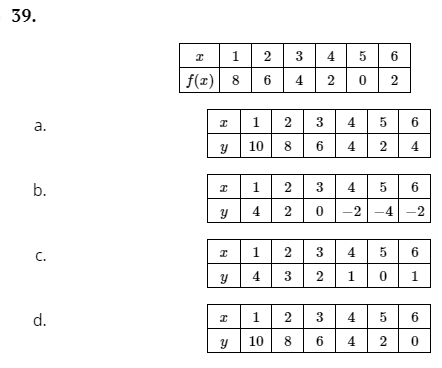 39.
x 1 2 3 4 5 6
f(x) 8 6 4 2 0 2
a.
x 1 2 3 4 5 6
y 10 8 6 4 2 4
b.
x 1 2 3 4 5 6
y 4 2 0 −2 −4 −2
c.
x 1 2 3 4 5 6
y 4 3 2 1 0 1
d.
x 1 2 3 4 5 6
y 10 8 6 4 2 0